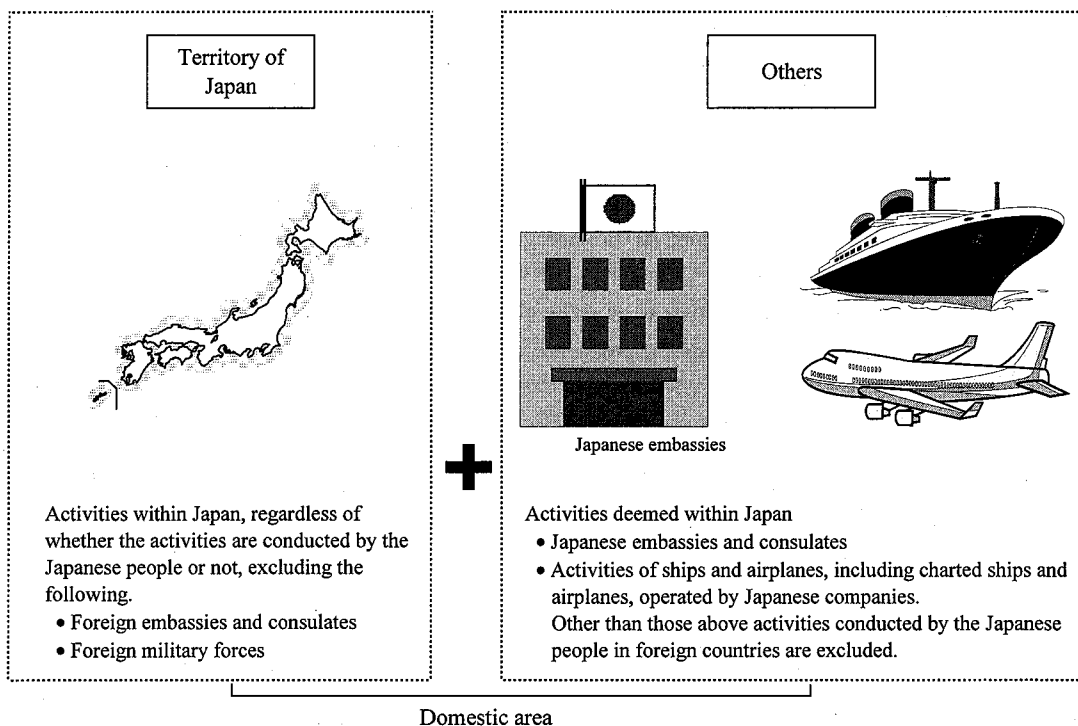 Territory of
Japan
Activities within Japan, regardless of
whether the activities are conducted by the
Japanese people or not, excluding the
following.
• Foreign embassies and consulates
• Foreign military forces
Others
Japanese embassies
Activities deemed within Japan
• Japanese embassies and consulates
• Activities of ships and airplanes, including charted ships and
airplanes, operated by Japanese companies.
Other than those above activities conducted by the Japanese
people in foreign countries are excluded.
Domestic area